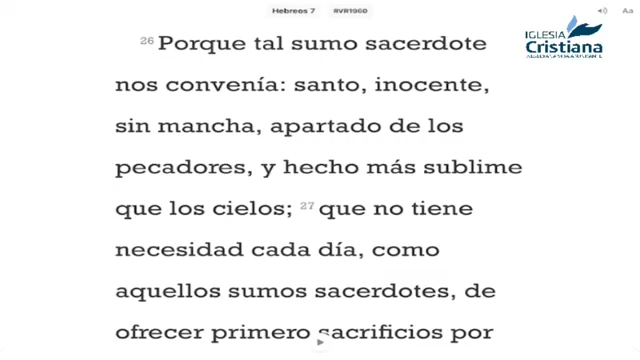 Hebreos 7 RVR1960
IGLESIA
Cristiana
26 Porque tal sumo sacerdote
nos convenía: santo, inocente,
sin mancha, apartado de los
pecadores, y hecho más sublime
que los cielos; 27 que no tiene
necesidad cada día, como
aquellos sumos sacerdotes, de
ofrecer primero sacrificios por
Aa